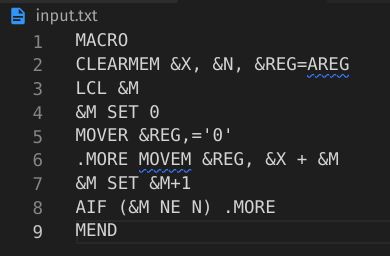 input.txt
1 MACRO
2 CLEARMEM &X, &N, &REG=AREG
3 LCL &M
4 &M SET 0
5 MOVER &REG,='0'
6 .MORE MOVEM &REG, &X + &M
7 &M SET &M+1
8 AIF (&M NE N) .MORE
9 MEND